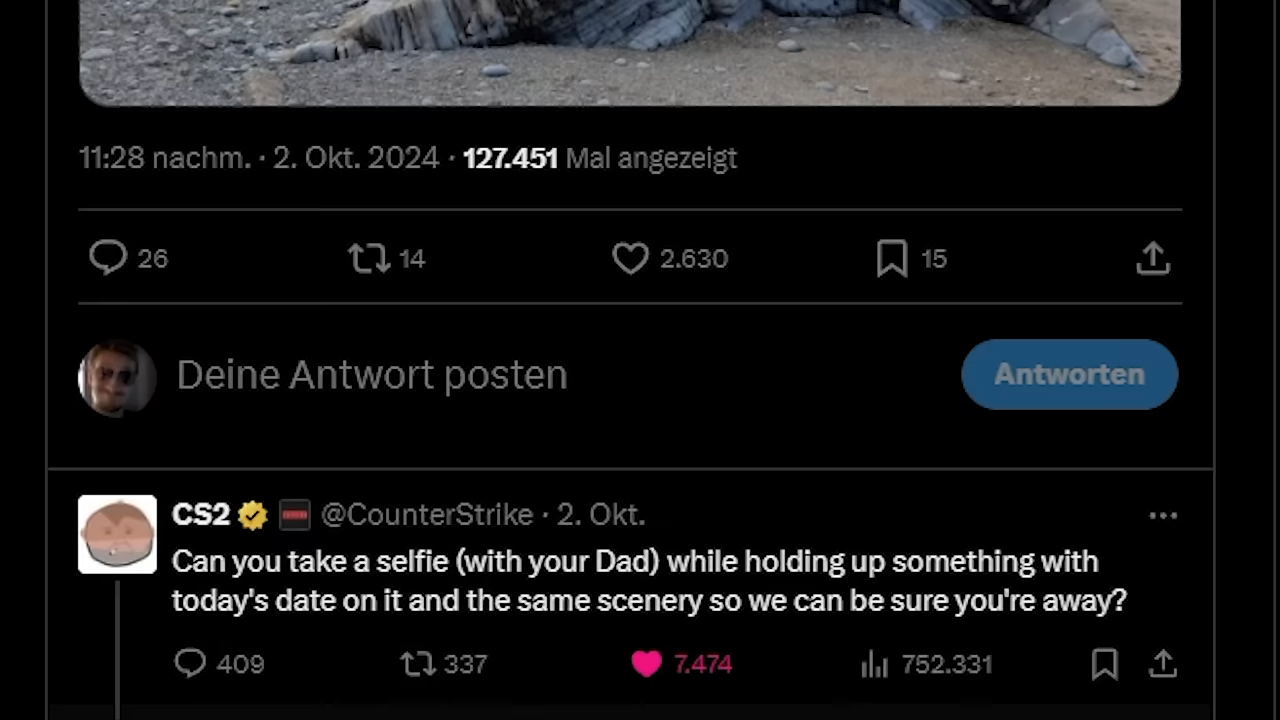 11:28 nachm. · 2. Okt. 2024 · 127.451 Mal angezeigt
26 14 2.630 15
Deine Antwort posten Antworten
CS2 @CounterStrike · 2. Okt.
Can you take a selfie (with your Dad) while holding up something with
today's date on it and the same scenery so we can be sure you're away?
409 337 7.474 752.331